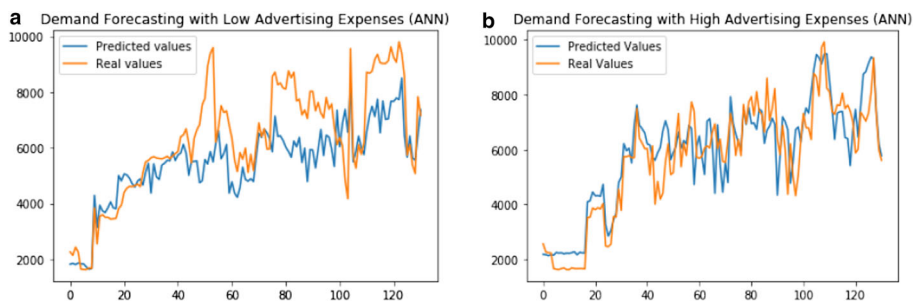 a
Demand Forecasting with Low Advertising Expenses (ANN)
10000
8000
6000
4000
2000
Predicted values
Real values
0 20 40 60 80 100 120
b
Demand Forecasting with High Advertising Expenses (ANN)
10000
8000
6000
4000
2000
Predicted Values
Real Values
0 20 40 60 80 100 120